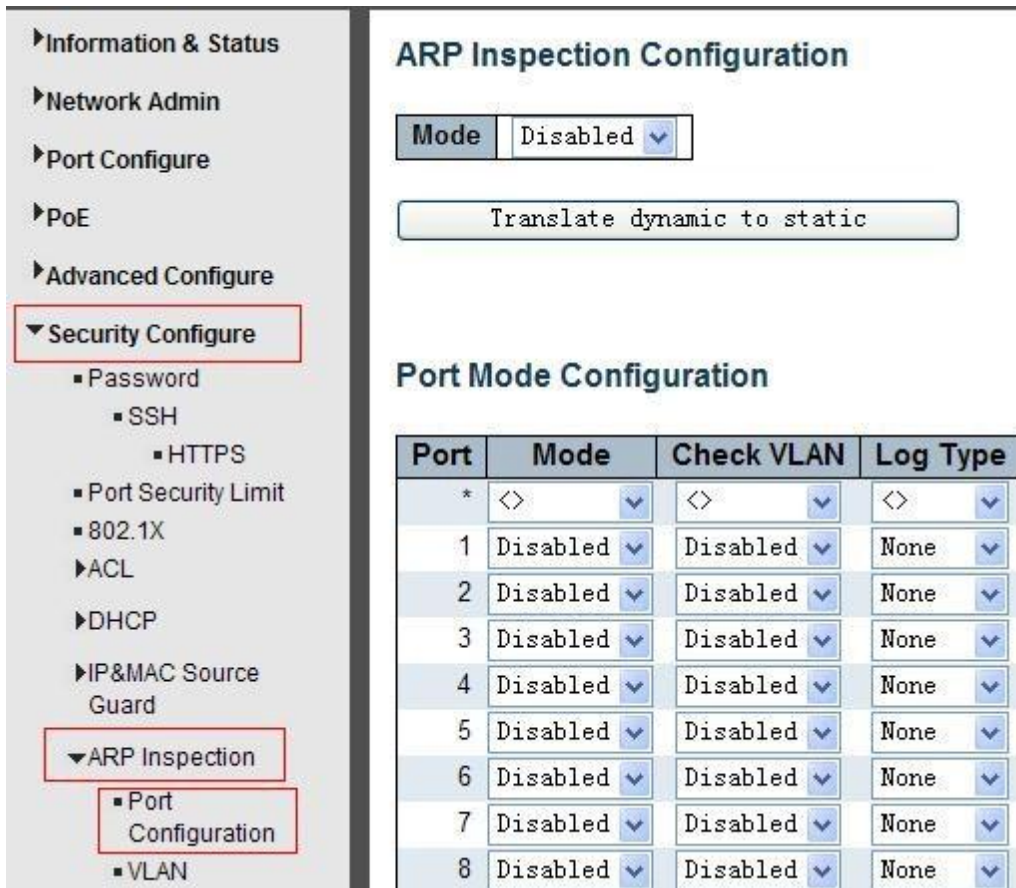 Information & Status
Network Admin
Port Configure
PoE
Advanced Configure
Security Configure
Password
SSH
HTTPS
Port Security Limit
802.1X
ACL
DHCP
IP&MAC Source
Guard
ARP Inspection
Port
Configuration
VLAN
ARP Inspection Configuration
Mode Disabled
Translate dynamic to static
Port Mode Configuration
Port Mode Check VLAN Log Type
* <> <> <>
1 Disabled Disabled None
2 Disabled Disabled None
3 Disabled Disabled None
4 Disabled Disabled None
5 Disabled Disabled None
6 Disabled Disabled None
7 Disabled Disabled None
8 Disabled Disabled None